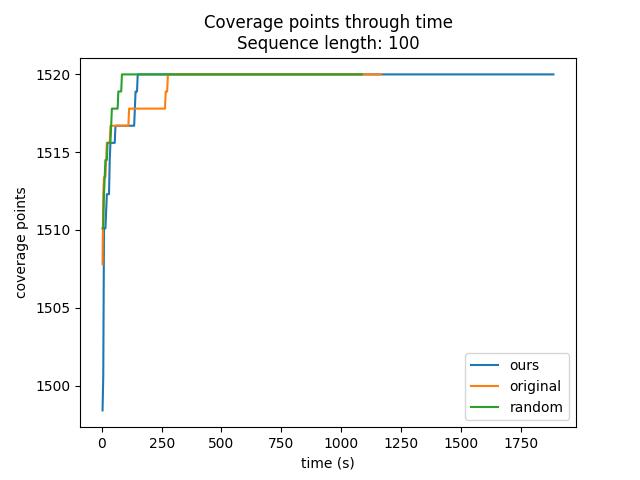 Coverage points through time
Sequence length: 100
1520
1515
1510
1505
1500
coverage points
0 250 500 750 1000 1250 1500 1750
time (s)
ours
original
random